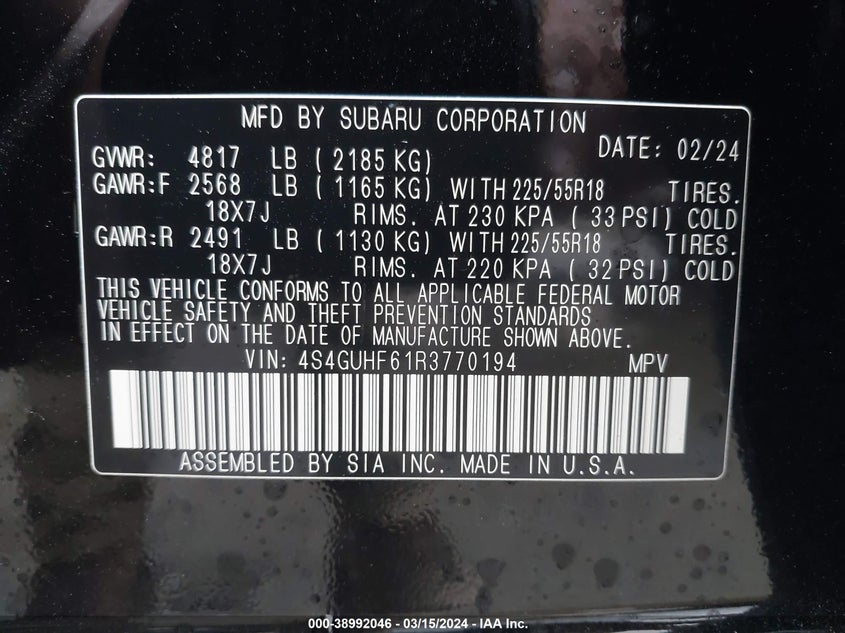 MFD BY SUBARU CORPORATION
DATE: 02/24
GVWR: 4817 LB ( 2185 KG)
GAWR:F 2568 LB ( 1165 KG) WITH 225/55R18 TIRES.
18X7J RIMS. AT 230 KPA ( 33 PSI) COLD
GAWR:R 2491 LB ( 1130 KG) WITH 225/55R18 TIRES.
18X7J RIMS. AT 220 KPA ( 32 PSI) COLD
THIS VEHICLE CONFORMS TO ALL APPLICABLE FEDERAL MOTOR
VEHICLE SAFETY AND THEFT PREVENTION STANDARDS
IN EFFECT ON THE DATE OF MANUFACTURE SHOWN ABOVE.
VIN: 4S4GUHF61R3770194 MPV
ASSEMBLED BY SIA INC. MADE IN U.S.A.
000-38992046 - 03/15/2024 - IAA Inc.